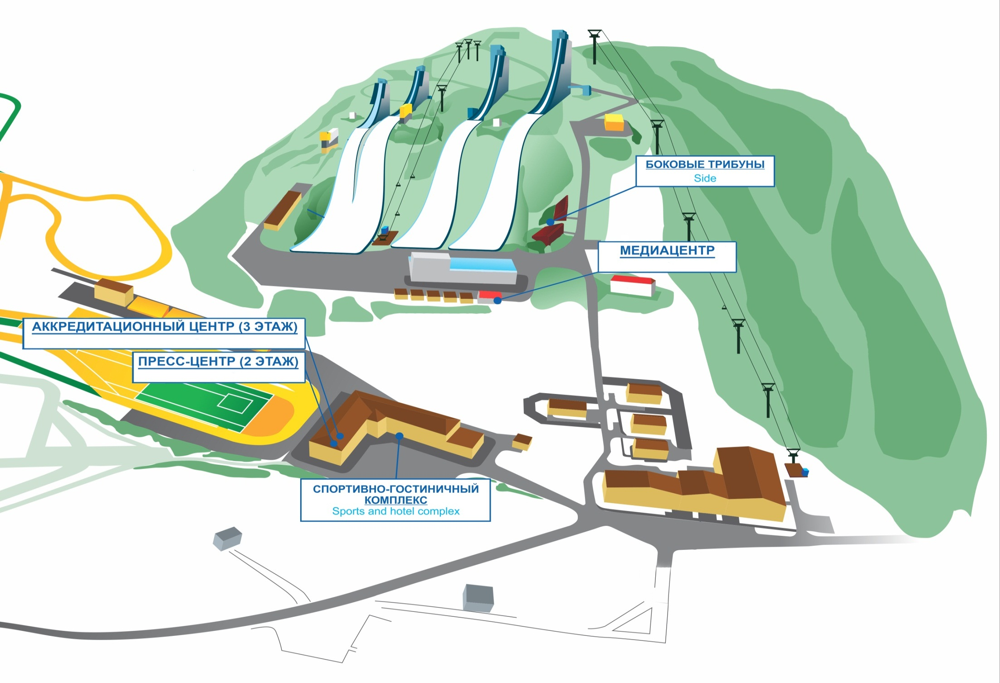 БОКОВЫЕ ТРИБУНЫ
Side
МЕДИАЦЕНТР
АККРЕДИТАЦИОННЫЙ ЦЕНТР (3 ЭТАЖ)
ПРЕСС-ЦЕНТР (2 ЭТАЖ)
СПОРТИВНО-ГОСТИНИЧНЫЙ
КОМПЛЕКС
Sports and hotel complex